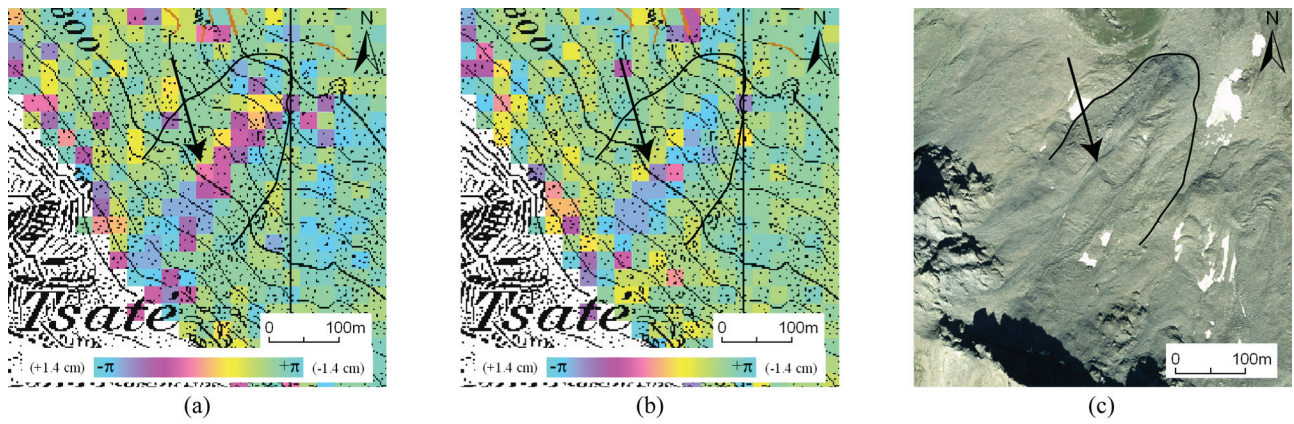 N
800
Tsaté
0 100m
(+1.4 cm) -π +π (-1.4 cm)
(a)
N
800
Tsaté
0 100m
(+1.4 cm) -π +π (-1.4 cm)
(b)
N
0 100m
(c)